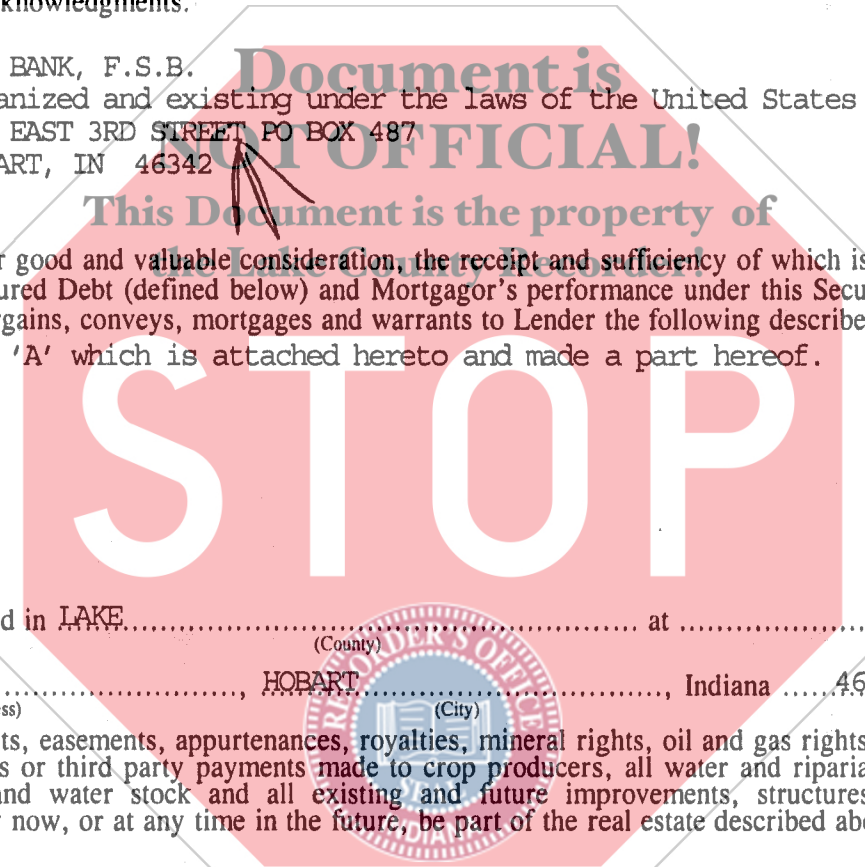 knowledgments.
BANK, F.S.B.
Document is
anized and existing under the laws of the United States
EAST 3RD STREET PO BOX 487
NOT OFFICIAL!
ART, IN 46342
This Document is the property of
the Lake County Recorder!
r good and valuable consideration, the receipt and sufficiency of which is
ured Debt (defined below) and Mortgagor's performance under this Secu
rgains, conveys, mortgages and warrants to Lender the following describe
'A' which is attached hereto and made a part hereof.
STOP
d in LAKE at
(County)
, HOBART , Indiana 46
ss) (City)
RECORDER'S OFFICE
ts, easements, appurtenances, royalties, mineral rights, oil and gas rights
s or third party payments made to crop producers, all water and riparia
and water stock and all existing and future improvements, structures
now, or at any time in the future, be part of the real estate described abo
SEAL
INDIANA